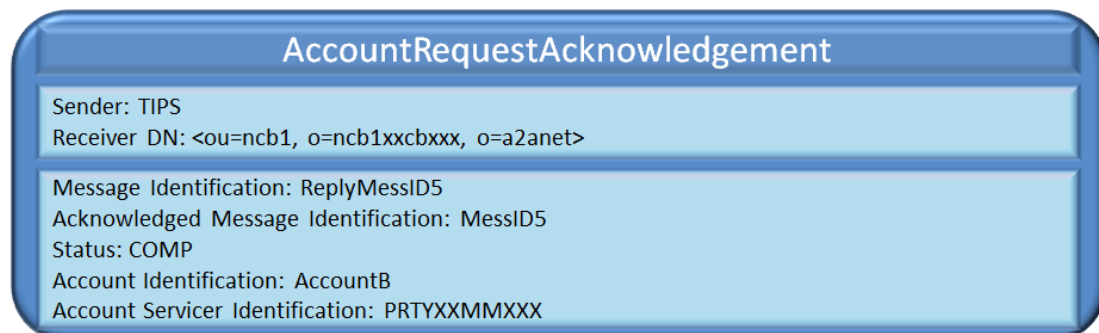 AccountRequestAcknowledgement
Sender: TIPS
Receiver DN: <ou=ncb1, o=ncb1xxcbxxx, o=a2anet>
Message Identification: ReplyMessID5
Acknowledged Message Identification: MessID5
Status: COMP
Account Identification: AccountB
Account Servicer Identification: PRTYXXMMXXX